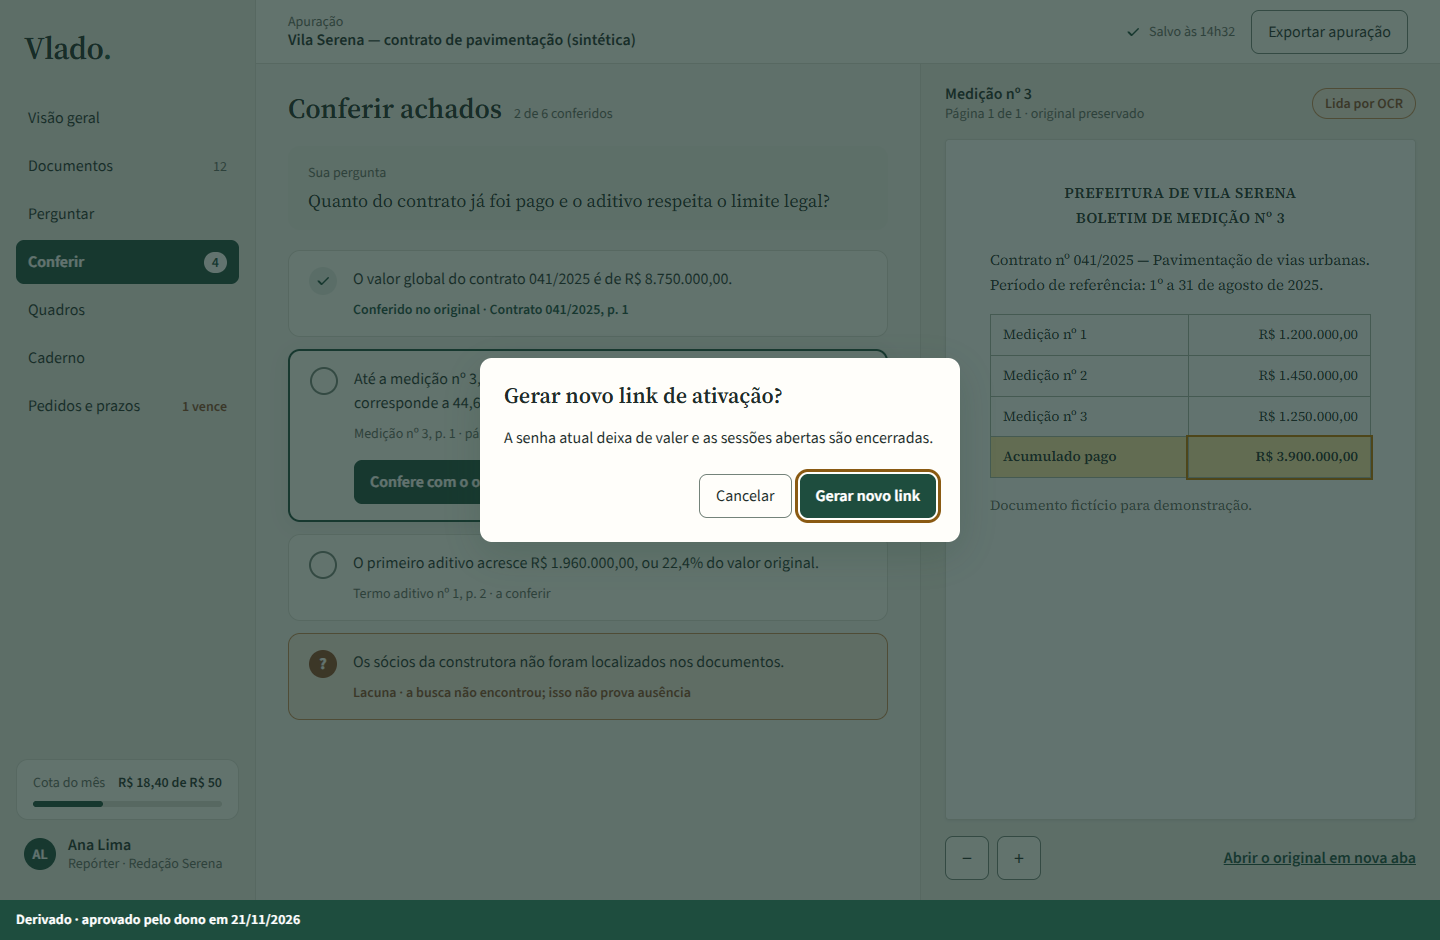 Vlado.
Visão geral
Documentos 12
Perguntar
Conferir 4
Quadros
Caderno
Pedidos e prazos 1 vence
Cota do mês R$ 18,40 de R$ 50
AL
Ana Lima
Repórter · Redação Serena
Apuração
Vila Serena — contrato de pavimentação (sintética)
Salvo às 14h32
Exportar apuração
Conferir achados 2 de 6 conferidos
Sua pergunta
Quanto do contrato já foi pago e o aditivo respeita o limite legal?
O valor global do contrato 041/2025 é de R$ 8.750.000,00.
Conferido no original · Contrato 041/2025, p. 1
Até a medição nº 3,
corresponde a 44,6
Medição nº 3, p. 1 ·
Confere com o
O primeiro aditivo acresce R$ 1.960.000,00, ou 22,4% do valor original.
Termo aditivo nº 1, p. 2 · a conferir
?
Os sócios da construtora não foram localizados nos documentos.
Lacuna · a busca não encontrou; isso não prova ausência
Gerar novo link de ativação?
A senha atual deixa de valer e as sessões abertas são encerradas.
Cancelar
Gerar novo link
Medição nº 3
Página 1 de 1 · original preservado
Lida por OCR
PREFEITURA DE VILA SERENA
BOLETIM DE MEDIÇÃO Nº 3
Contrato nº 041/2025 — Pavimentação de vias urbanas.
Período de referência: 1º a 31 de agosto de 2025.
Medição nº 1 R$ 1.200.000,00
Medição nº 2 R$ 1.450.000,00
Medição nº 3 R$ 1.250.000,00
Acumulado pago R$ 3.900.000,00
Documento fictício para demonstração.
− +
Abrir o original em nova aba
Derivado · aprovado pelo dono em 21/11/2026